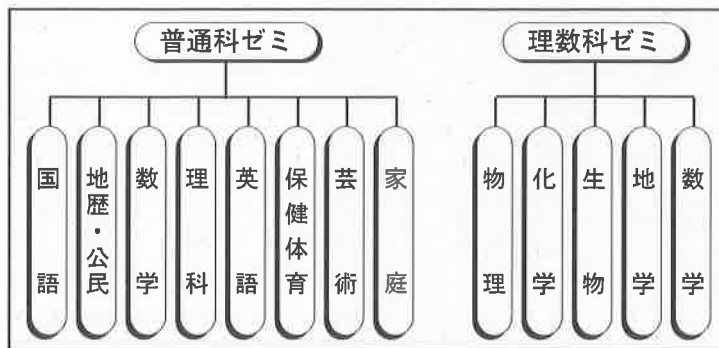 普通科ゼミ
国語
地歴・公民
数学
理科
英語
保健体育
芸術
家庭
理数科ゼミ
物理
化学
生物
地学
数学